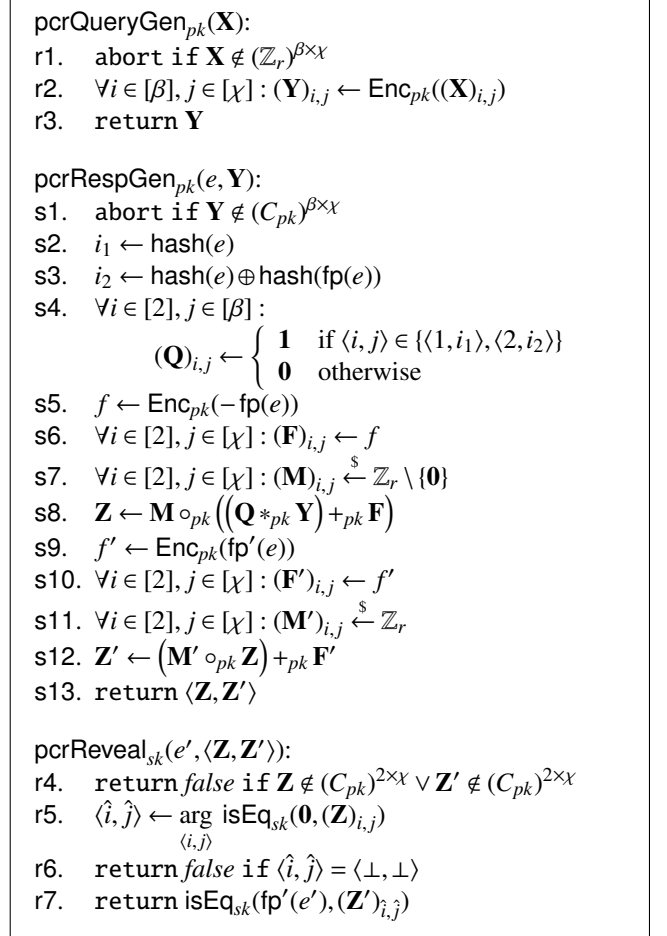 pcrQueryGen_pk(X):
r1. abort if X ∉ (ℤ_r)^{β×χ}
r2. ∀i ∈ [β], j ∈ [χ] : (Y)_{i,j} ← Enc_pk((X)_{i,j})
r3. return Y
pcrRespGen_pk(e, Y):
s1. abort if Y ∉ (C_pk)^{β×χ}
s2. i_1 ← hash(e)
s3. i_2 ← hash(e) ⊕ hash(fp(e))
s4. ∀i ∈ [2], j ∈ [β] :
(Q)_{i,j} ← { 1 if ⟨i, j⟩ ∈ {⟨1, i_1⟩, ⟨2, i_2⟩}
0 otherwise
s5. f ← Enc_pk(−fp(e))
s6. ∀i ∈ [2], j ∈ [χ] : (F)_{i,j} ← f
s7. ∀i ∈ [2], j ∈ [χ] : (M)_{i,j} ←$ ℤ_r \ {0}
s8. Z ← M ∘_pk ((Q ∗_pk Y) +_pk F)
s9. f′ ← Enc_pk(fp′(e))
s10. ∀i ∈ [2], j ∈ [χ] : (F′)_{i,j} ← f′
s11. ∀i ∈ [2], j ∈ [χ] : (M′)_{i,j} ←$ ℤ_r
s12. Z′ ← (M′ ∘_pk Z) +_pk F′
s13. return ⟨Z, Z′⟩
pcrReveal_sk(e′, ⟨Z, Z′⟩):
r4. return false if Z ∉ (C_pk)^{2×χ} ∨ Z′ ∉ (C_pk)^{2×χ}
r5. ⟨î, ĵ⟩ ← arg_{⟨i,j⟩} isEq_sk(0, (Z)_{i,j})
r6. return false if ⟨î, ĵ⟩ = ⟨⊥, ⊥⟩
r7. return isEq_sk(fp′(e′), (Z′)_{î,ĵ})